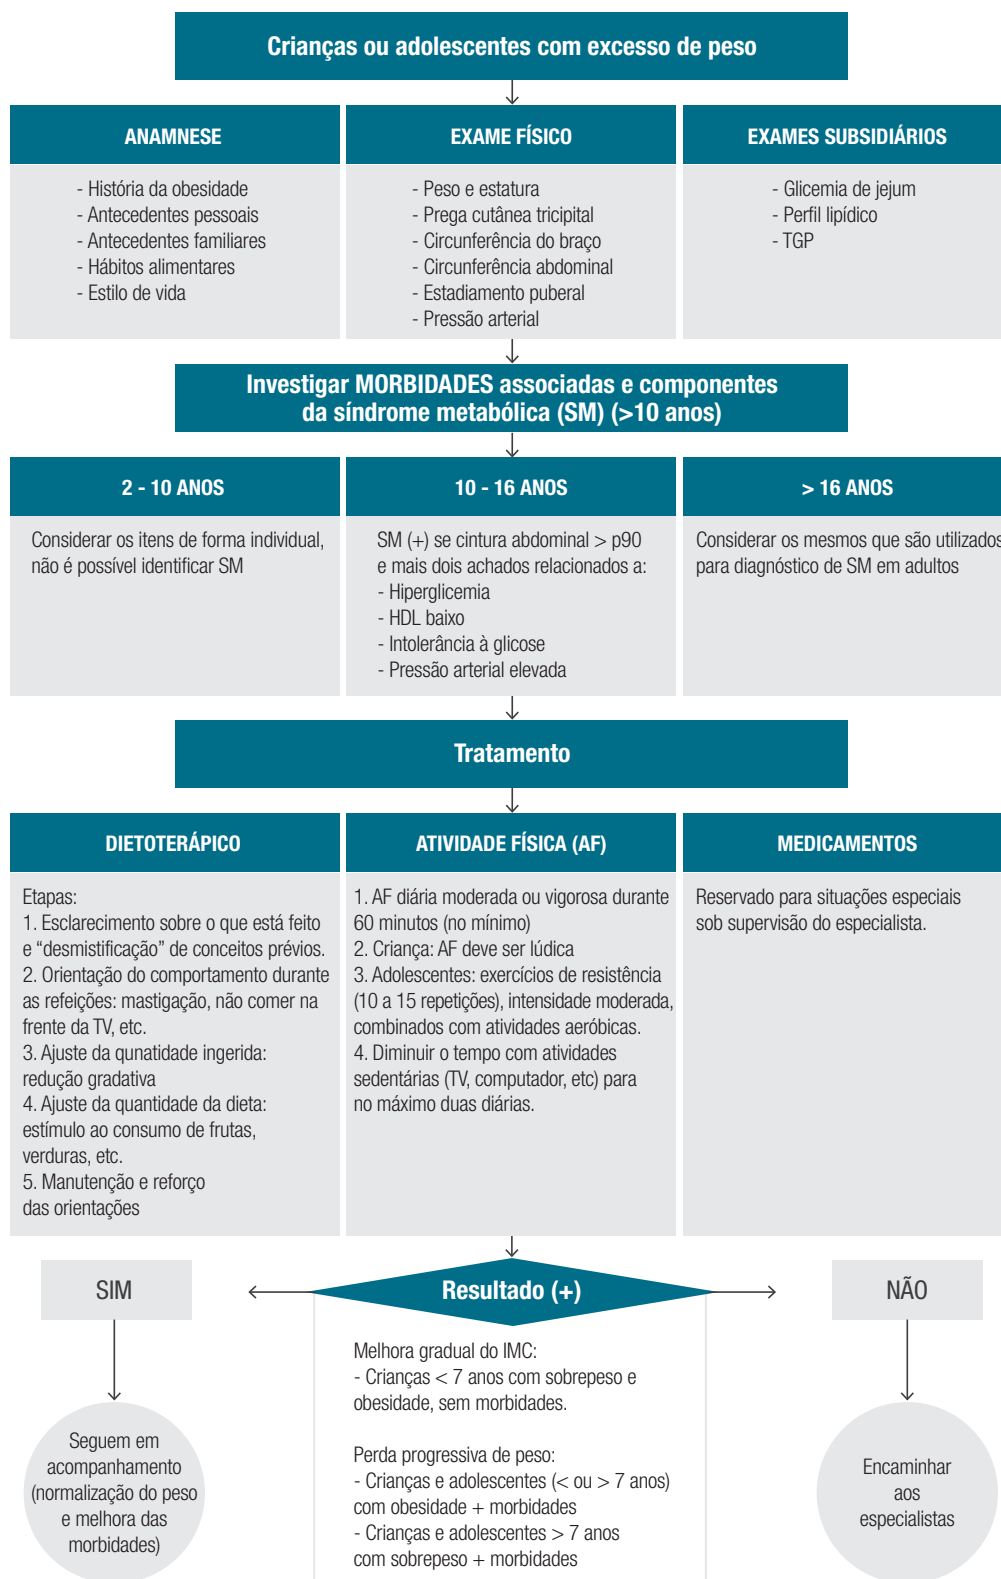 Crianças ou adolescentes com excesso de peso
ANAMNESE
- História da obesidade
- Antecedentes pessoais
- Antecedentes familiares
- Hábitos alimentares
- Estilo de vida
EXAME FÍSICO
- Peso e estatura
- Prega cutânea tricipital
- Circunferência do braço
- Circunferência abdominal
- Estadiamento puberal
- Pressão arterial
EXAMES SUBSIDIÁRIOS
- Glicemia de jejum
- Perfil lipídico
- TGP
Investigar MORBIDADES associadas e componentes
da síndrome metabólica (SM) (>10 anos)
2 - 10 ANOS
Considerar os itens de forma individual,
não é possível identificar SM
10 - 16 ANOS
SM (+) se cintura abdominal > p90
e mais dois achados relacionados a:
- Hiperglicemia
- HDL baixo
- Intolerância à glicose
- Pressão arterial elevada
> 16 ANOS
Considerar os mesmos que são utilizados
para diagnóstico de SM em adultos
Tratamento
DIETOTERÁPICO
Etapas:
1. Esclarecimento sobre o que está feito
e “desmistificação” de conceitos prévios.
2. Orientação do comportamento durante
as refeições: mastigação, não comer na
frente da TV, etc.
3. Ajuste da qunatidade ingerida:
redução gradativa
4. Ajuste da quantidade da dieta:
estímulo ao consumo de frutas,
verduras, etc.
5. Manutenção e reforço
das orientações
ATIVIDADE FÍSICA (AF)
1. AF diária moderada ou vigorosa durante
60 minutos (no mínimo)
2. Criança: AF deve ser lúdica
3. Adolescentes: exercícios de resistência
(10 a 15 repetições), intensidade moderada,
combinados com atividades aeróbicas.
4. Diminuir o tempo com atividades
sedentárias (TV, computador, etc) para
no máximo duas diárias.
MEDICAMENTOS
Reservado para situações especiais
sob supervisão do especialista.
Resultado (+)
SIM
Seguem em
acompanhamento
(normalização do peso
e melhora das
morbidades)
Melhora gradual do IMC:
- Crianças < 7 anos com sobrepeso e
obesidade, sem morbidades.
Perda progressiva de peso:
- Crianças e adolescentes (< ou > 7 anos)
com obesidade + morbidades
- Crianças e adolescentes > 7 anos
com sobrepeso + morbidades
NÃO
Encaminhar
aos
especialistas